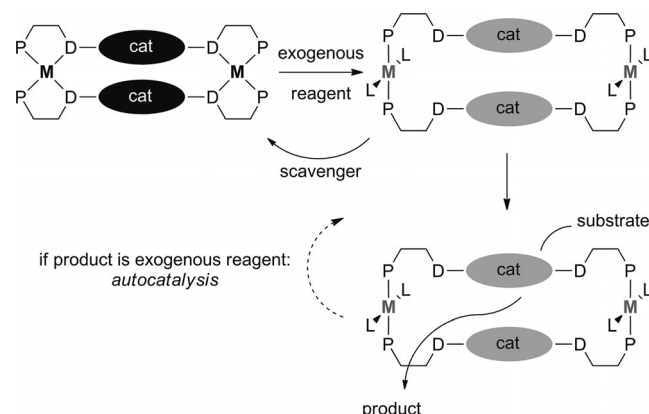 P D cat D P
M M
P D cat D P
exogenous
reagent
P D cat D P
L M L L M L
P D cat D P
scavenger
substrate
if product is exogenous reagent:
autocatalysis
P D cat D P
L M L L M L
P D cat D P
product